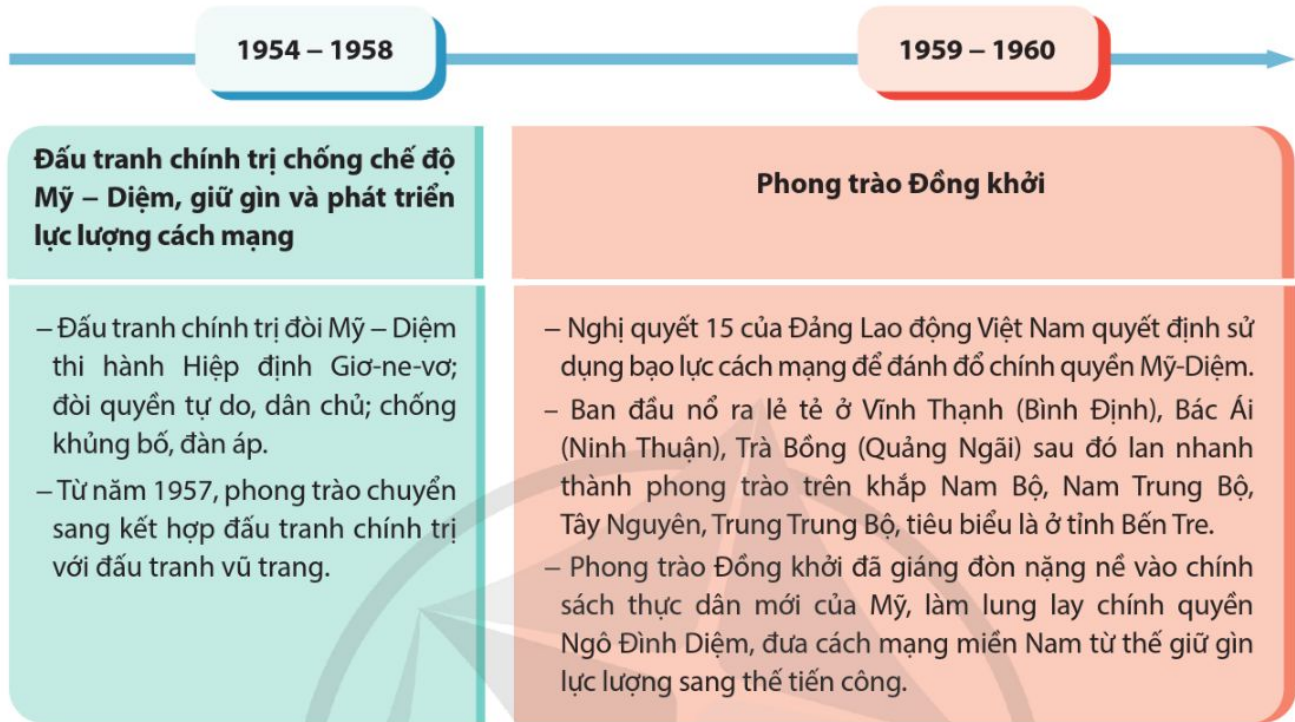 1954 – 1958
1959 – 1960
Đấu tranh chính trị chống chế độ
Mỹ – Diệm, giữ gìn và phát triển
lực lượng cách mạng
Phong trào Đồng khởi
– Đấu tranh chính trị đòi Mỹ – Diệm
thi hành Hiệp định Giơ-ne-vơ;
đòi quyền tự do, dân chủ; chống
khủng bố, đàn áp.
– Từ năm 1957, phong trào chuyển
sang kết hợp đấu tranh chính trị
với đấu tranh vũ trang.
– Nghị quyết 15 của Đảng Lao động Việt Nam quyết định sử
dụng bạo lực cách mạng để đánh đổ chính quyền Mỹ-Diệm.
– Ban đầu nổ ra lẻ tẻ ở Vĩnh Thạnh (Bình Định), Bác Ái
(Ninh Thuận), Trà Bồng (Quảng Ngãi) sau đó lan nhanh
thành phong trào trên khắp Nam Bộ, Nam Trung Bộ,
Tây Nguyên, Trung Trung Bộ, tiêu biểu là ở tỉnh Bến Tre.
– Phong trào Đồng khởi đã giáng đòn nặng nề vào chính
sách thực dân mới của Mỹ, làm lung lay chính quyền
Ngô Đình Diệm, đưa cách mạng miền Nam từ thế giữ gìn
lực lượng sang thế tiến công.